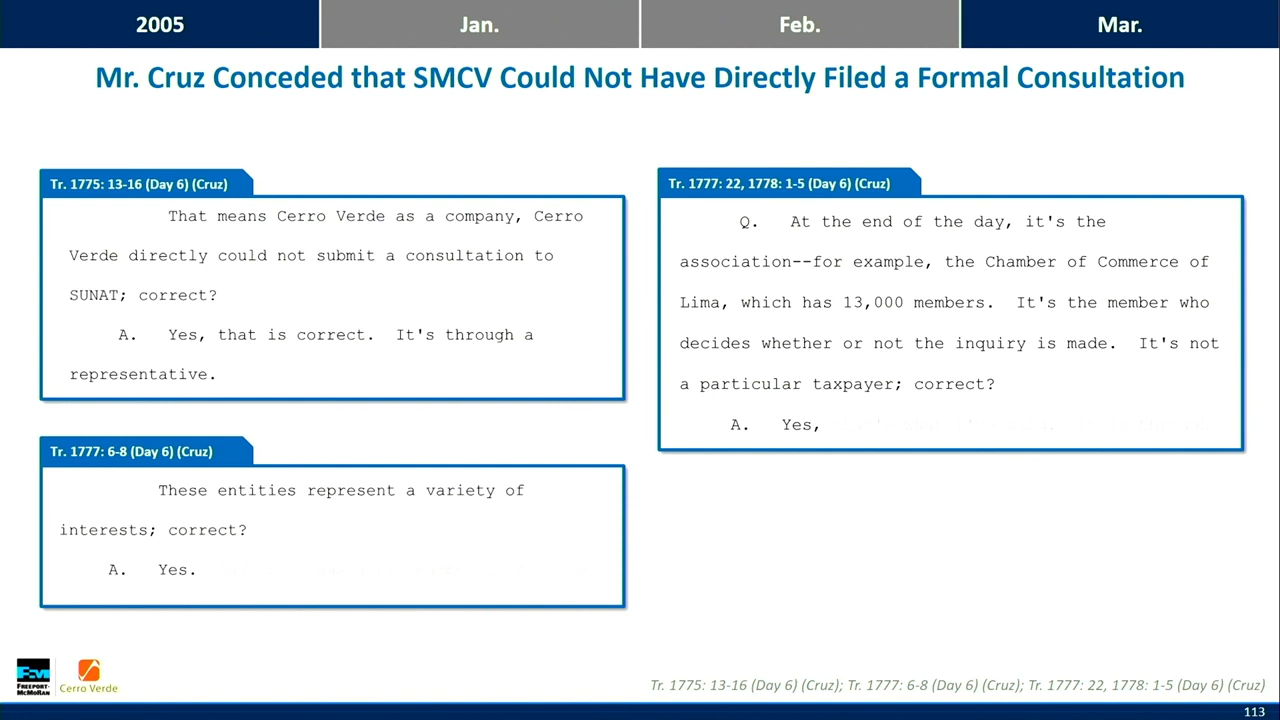 2005
Jan.
Feb.
Mar.
Mr. Cruz Conceded that SMCV Could Not Have Directly Filed a Formal Consultation
Tr. 1775: 13-16 (Day 6) (Cruz)
That means Cerro Verde as a company, Cerro
Verde directly could not submit a consultation to
SUNAT; correct?
A. Yes, that is correct. It's through a
representative.
Tr. 1777: 6-8 (Day 6) (Cruz)
These entities represent a variety of
interests; correct?
A. Yes.
Tr. 1777: 22, 1778: 1-5 (Day 6) (Cruz)
Q. At the end of the day, it's the
association--for example, the Chamber of Commerce of
Lima, which has 13,000 members. It's the member who
decides whether or not the inquiry is made. It's not
a particular taxpayer; correct?
A. Yes,
FREEPORT-
McMoRAN
Cerro Verde
Tr. 1775: 13-16 (Day 6) (Cruz); Tr. 1777: 6-8 (Day 6) (Cruz); Tr. 1777: 22, 1778: 1-5 (Day 6) (Cruz)
113